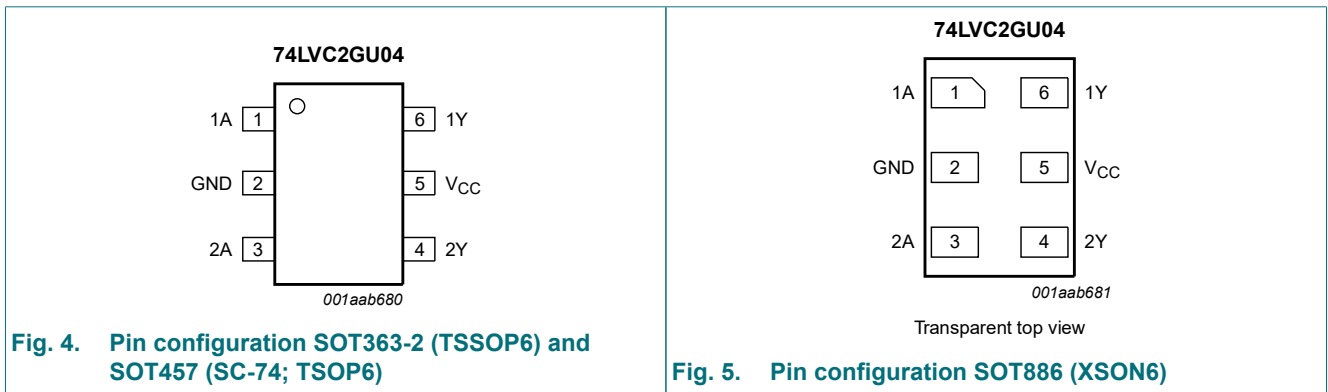 74LVC2GU04
1A 1 6 1Y
GND 2 5 VCC
2A 3 4 2Y
001aab680
Fig. 4. Pin configuration SOT363-2 (TSSOP6) and
SOT457 (SC-74; TSOP6)
74LVC2GU04
1A 1 6 1Y
GND 2 5 VCC
2A 3 4 2Y
001aab681
Transparent top view
Fig. 5. Pin configuration SOT886 (XSON6)